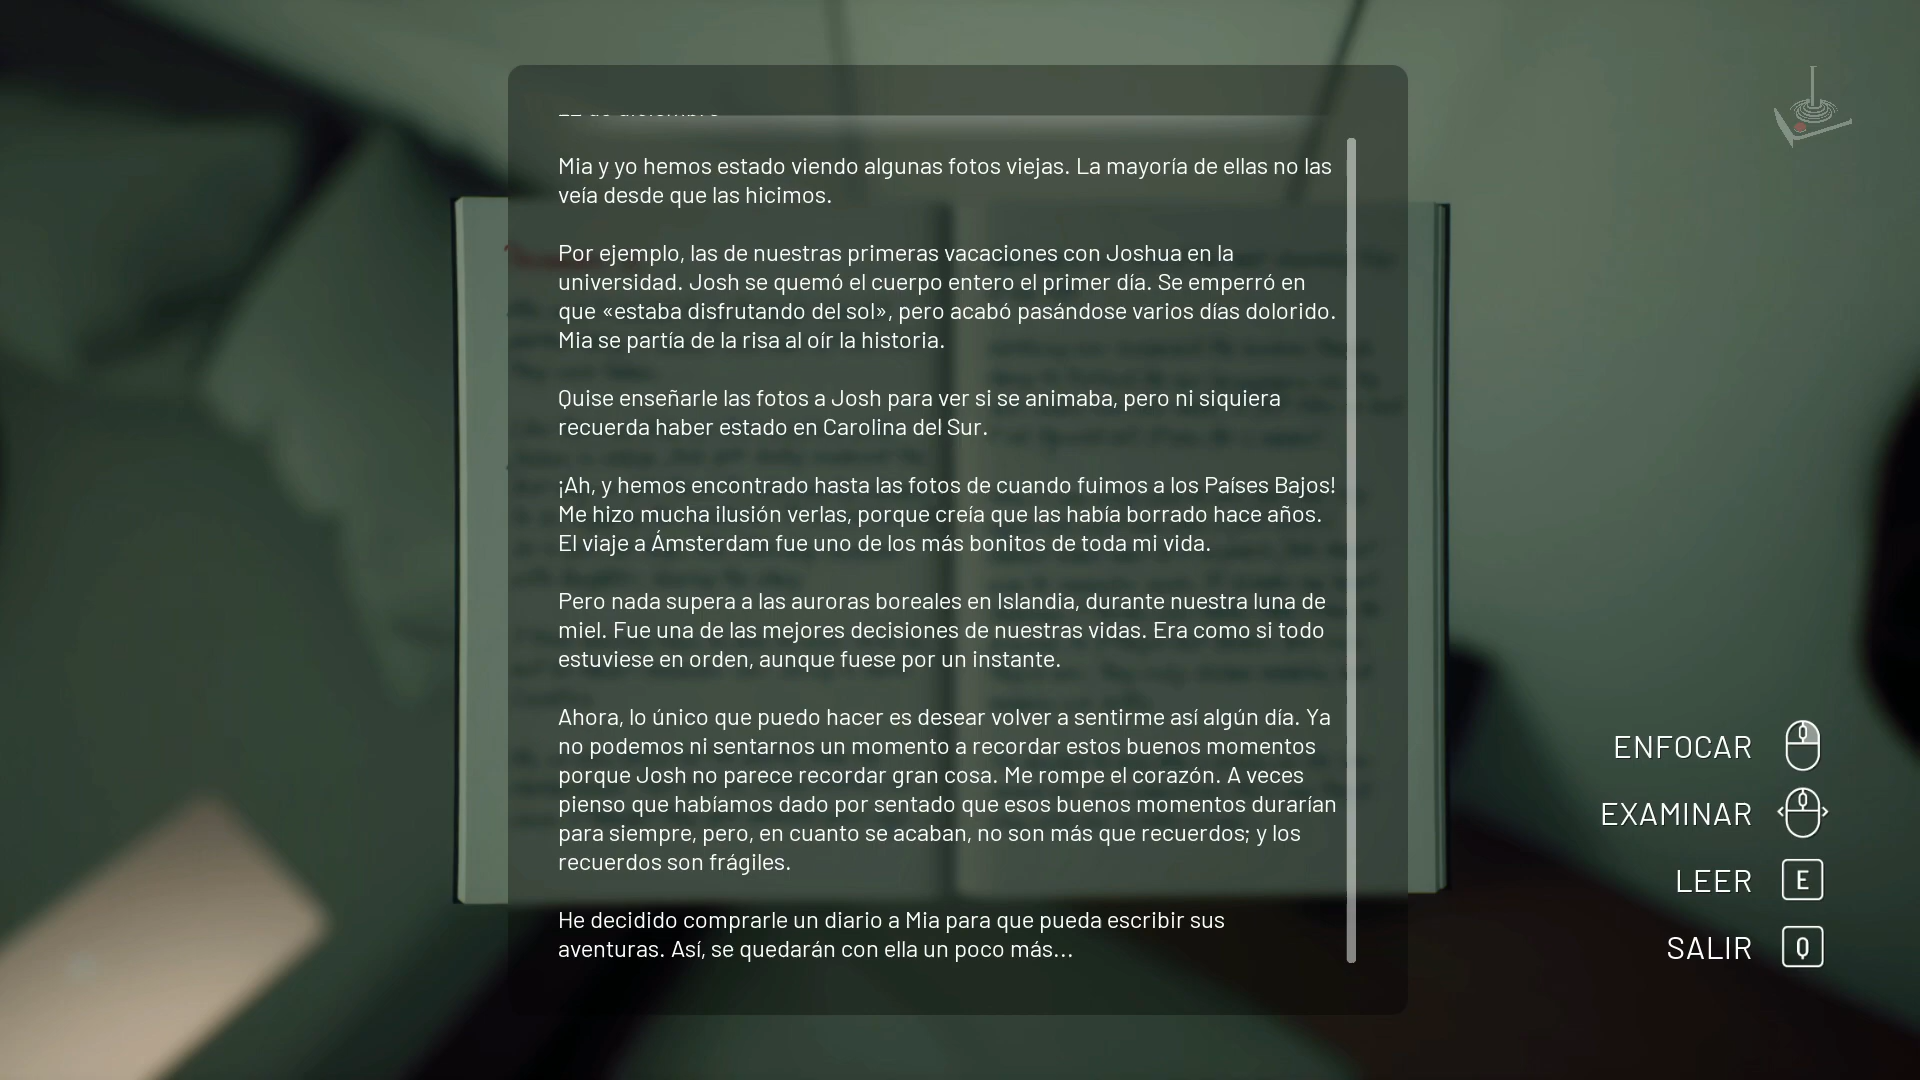 Mia y yo hemos estado viendo algunas fotos viejas. La mayoría de ellas no las
veía desde que las hicimos.
Por ejemplo, las de nuestras primeras vacaciones con Joshua en la
universidad. Josh se quemó el cuerpo entero el primer día. Se emperró en
que «estaba disfrutando del sol», pero acabó pasándose varios días dolorido.
Mia se partía de la risa al oír la historia.
Quise enseñarle las fotos a Josh para ver si se animaba, pero ni siquiera
recuerda haber estado en Carolina del Sur.
¡Ah, y hemos encontrado hasta las fotos de cuando fuimos a los Países Bajos!
Me hizo mucha ilusión verlas, porque creía que las había borrado hace años.
El viaje a Ámsterdam fue uno de los más bonitos de toda mi vida.
Pero nada supera a las auroras boreales en Islandia, durante nuestra luna de
miel. Fue una de las mejores decisiones de nuestras vidas. Era como si todo
estuviese en orden, aunque fuese por un instante.
Ahora, lo único que puedo hacer es desear volver a sentirme así algún día. Ya
no podemos ni sentarnos un momento a recordar estos buenos momentos
porque Josh no parece recordar gran cosa. Me rompe el corazón. A veces
pienso que habíamos dado por sentado que esos buenos momentos durarían
para siempre, pero, en cuanto se acaban, no son más que recuerdos; y los
recuerdos son frágiles.
He decidido comprarle un diario a Mia para que pueda escribir sus
aventuras. Así, se quedarán con ella un poco más...
ENFOCAR
EXAMINAR
LEER E
SALIR Q